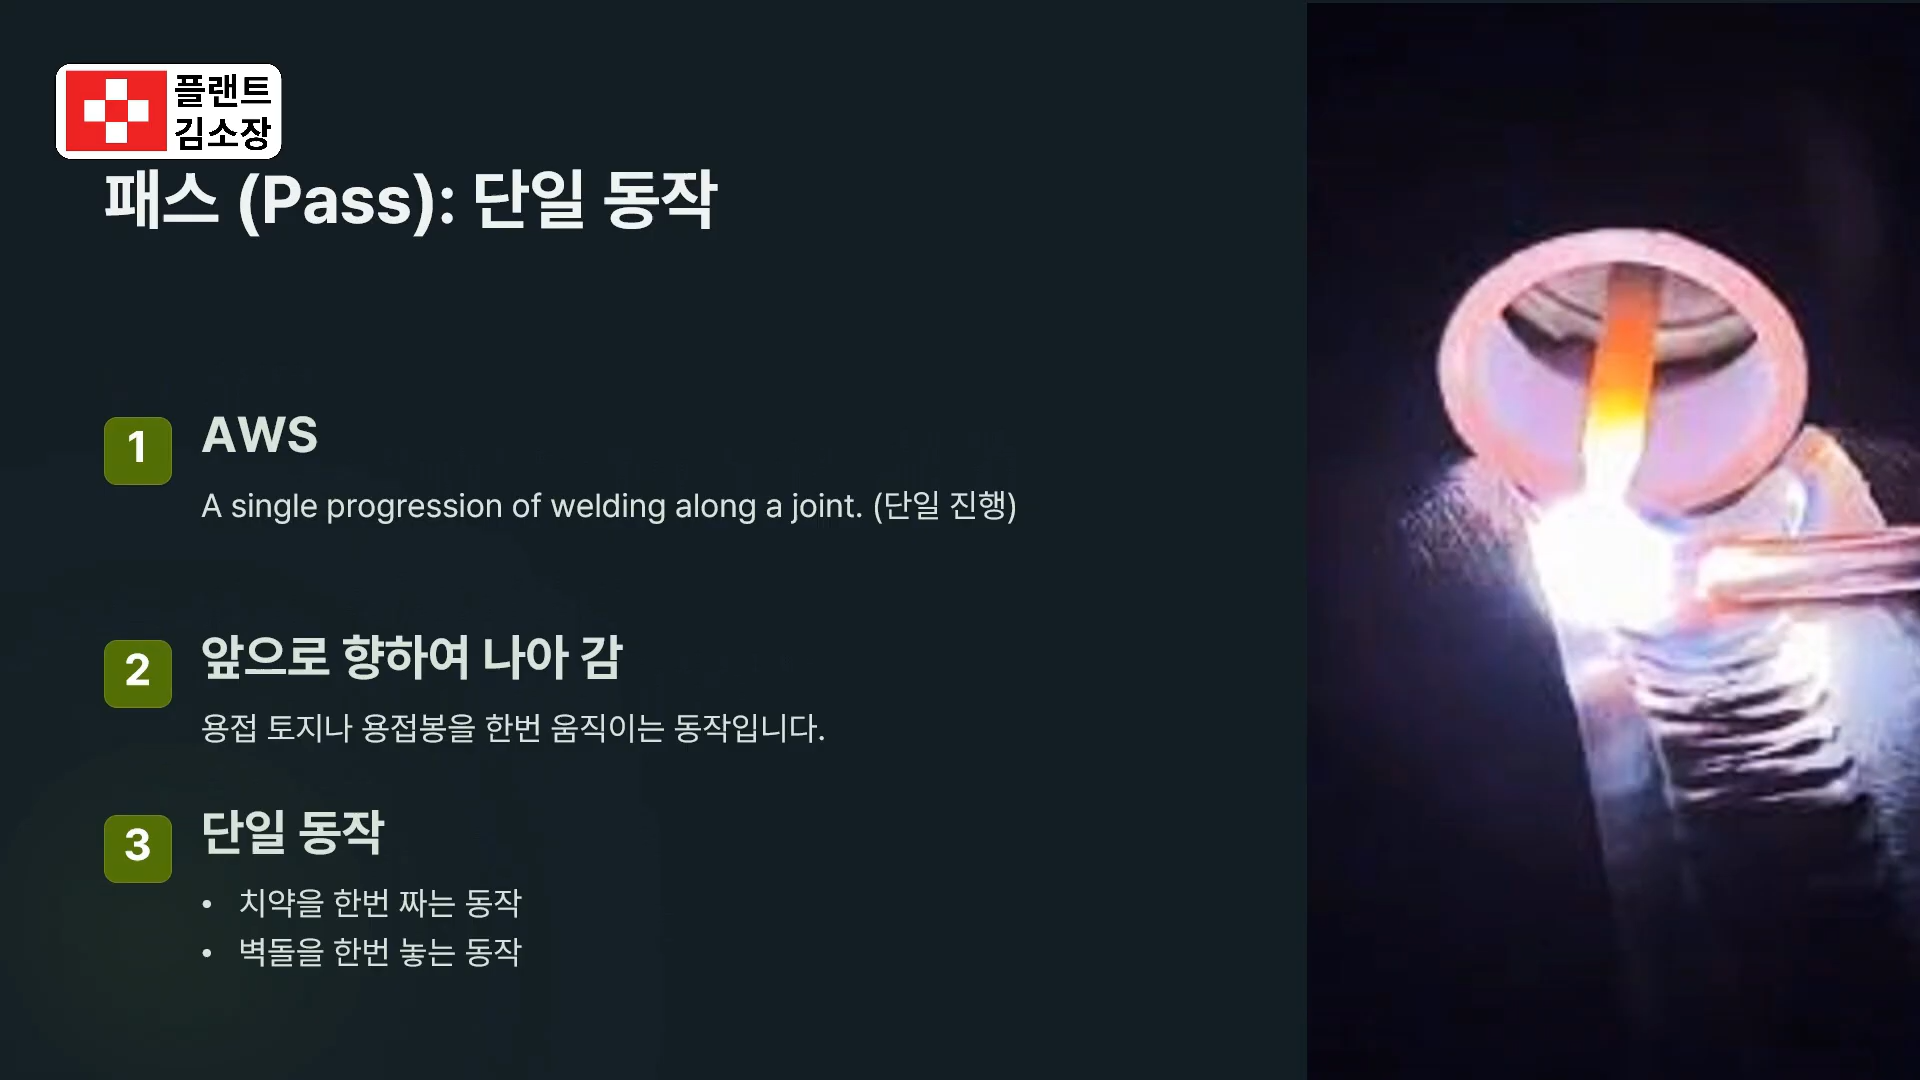 플랜트
김소장
패스 (Pass): 단일 동작
1
AWS
A single progression of welding along a joint. (단일 진행)
2
앞으로 향하여 나아 감
용접 토지나 용접봉을 한번 움직이는 동작입니다.
3
단일 동작
• 치약을 한번 짜는 동작
• 벽돌을 한번 놓는 동작